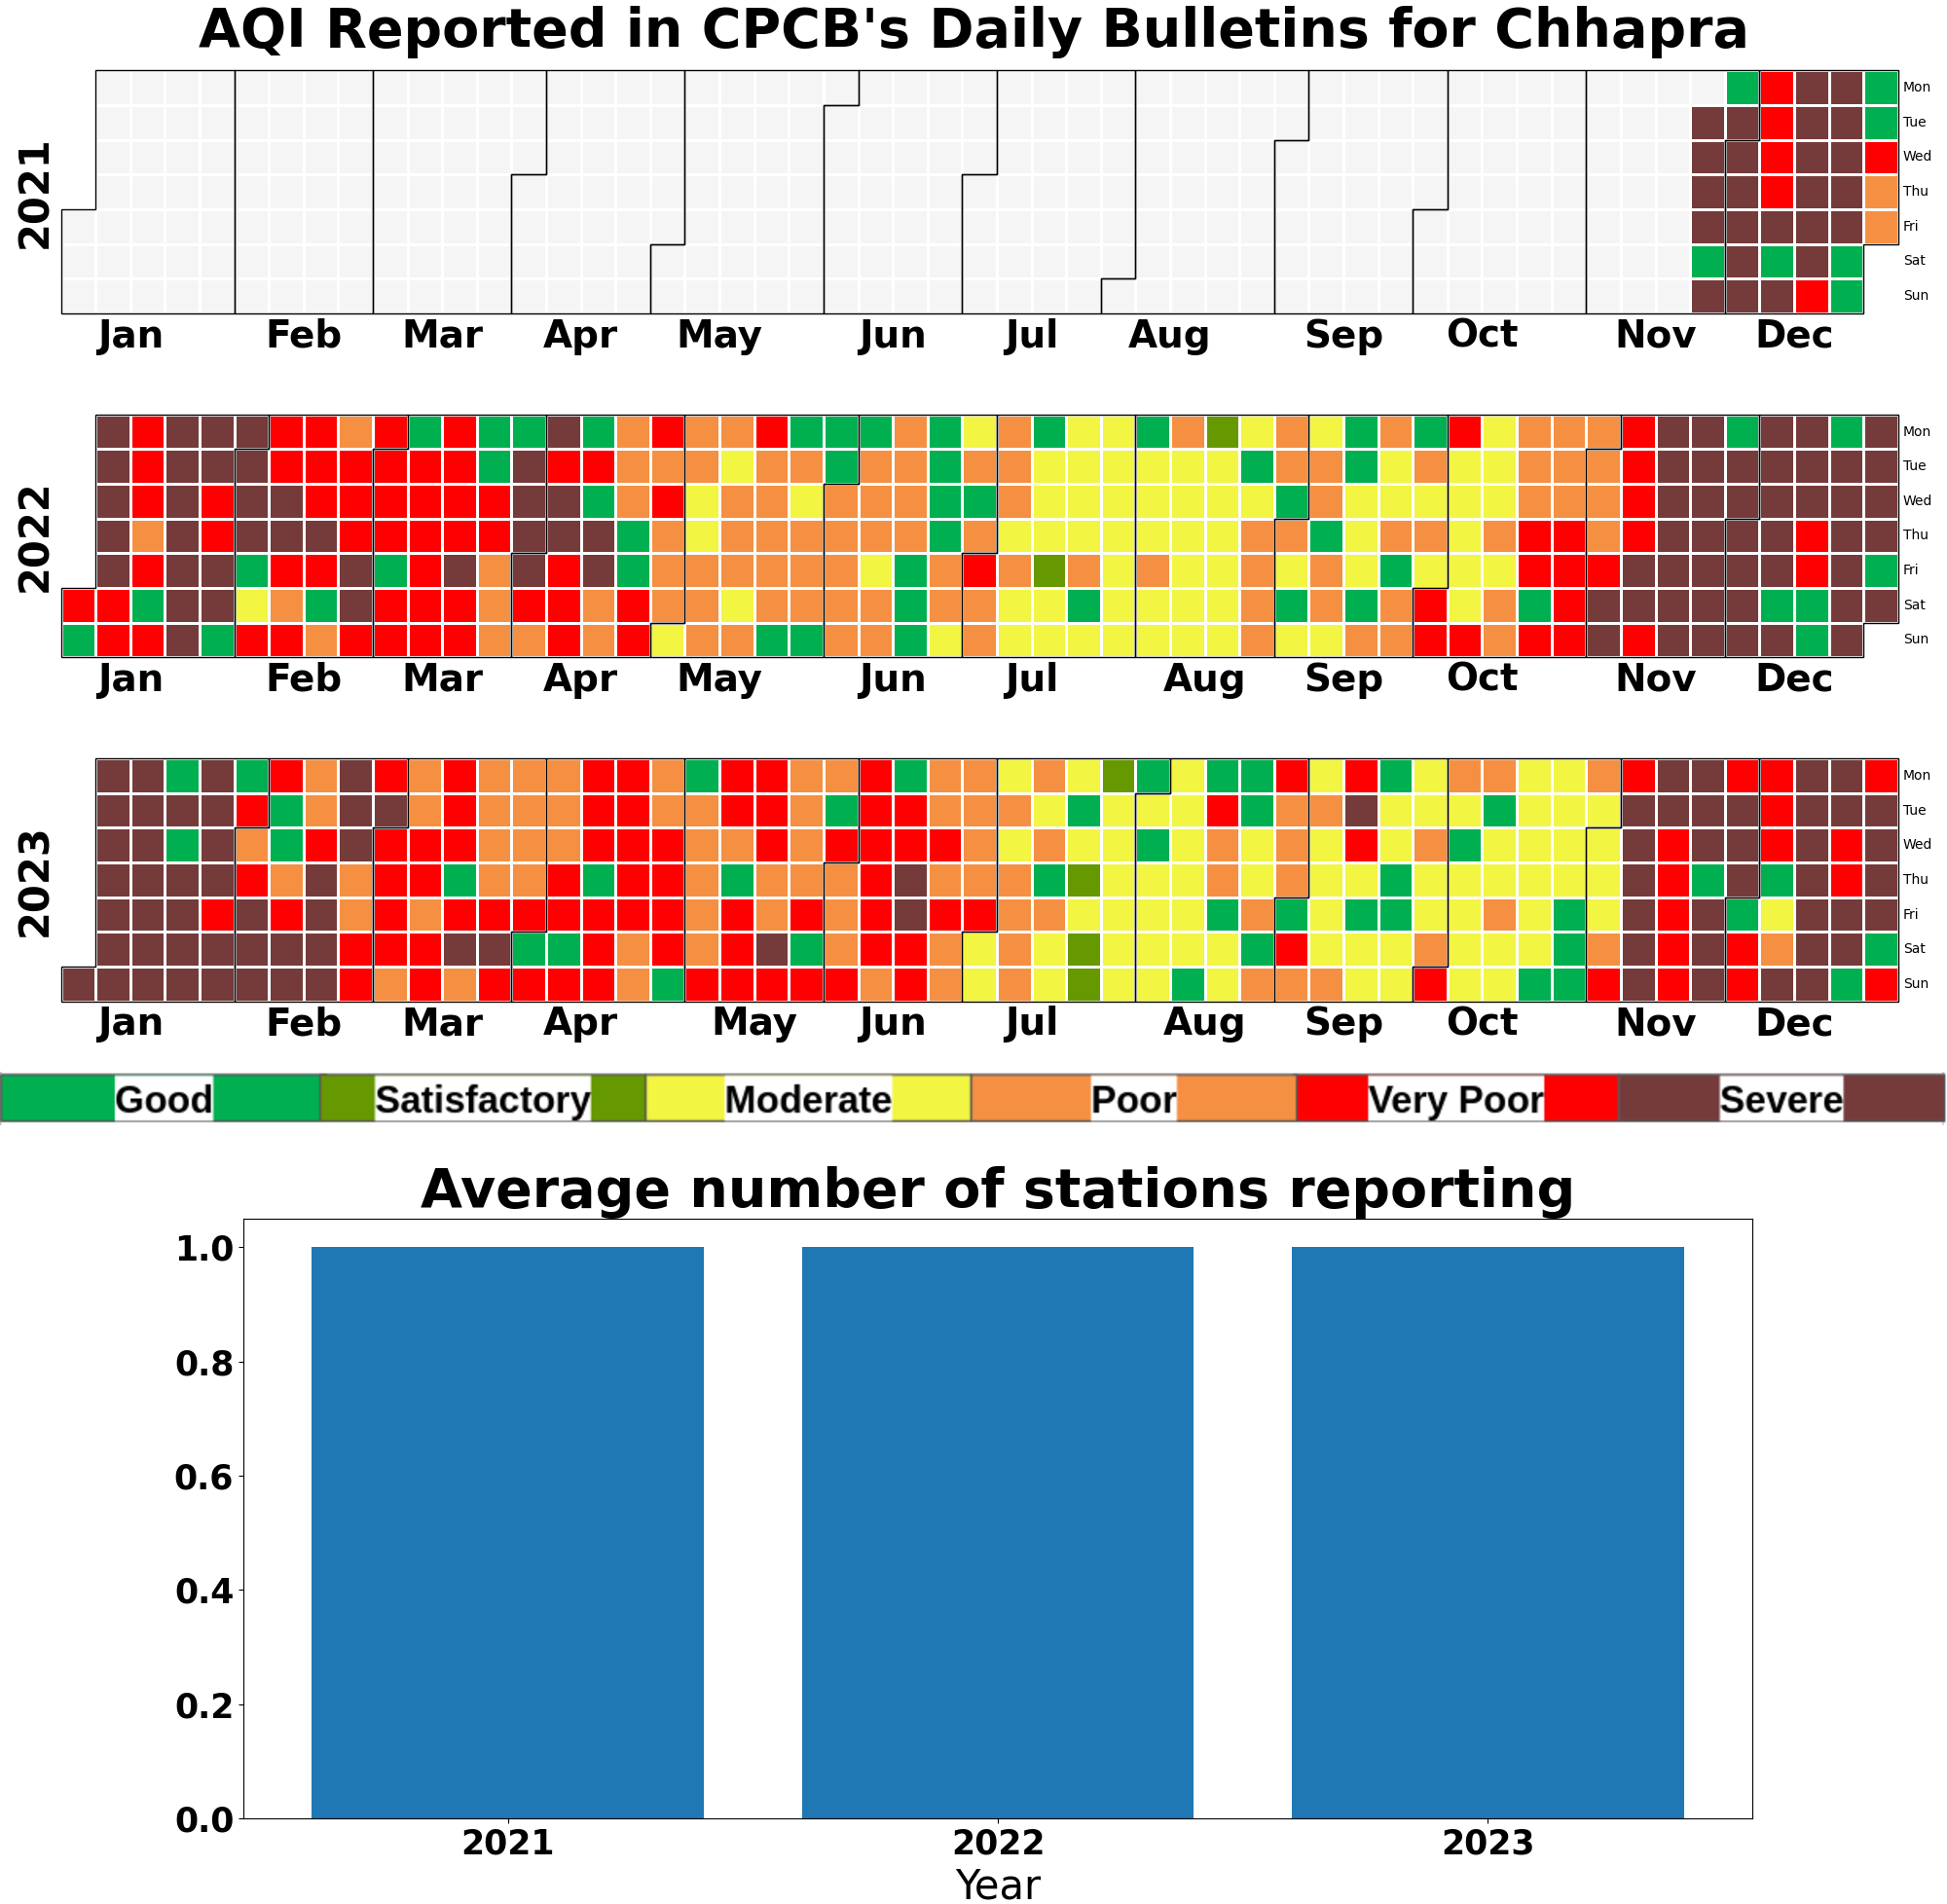 AQI Reported in CPCB's Daily Bulletins for Chhapra
2021
Mon
Tue
Wed
Thu
Fri
Sat
Sun
Jan Feb Mar Apr May Jun Jul Aug Sep Oct Nov Dec
2022
Mon
Tue
Wed
Thu
Fri
Sat
Sun
Jan Feb Mar Apr May Jun Jul Aug Sep Oct Nov Dec
2023
Mon
Tue
Wed
Thu
Fri
Sat
Sun
Jan Feb Mar Apr May Jun Jul Aug Sep Oct Nov Dec
Good Satisfactory Moderate Poor Very Poor Severe
Average number of stations reporting
1.0
0.8
0.6
0.4
0.2
0.0
2021 2022 2023
Year